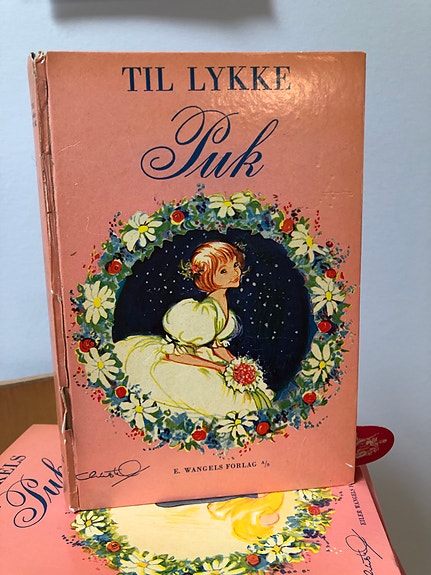 TIL LYKKE
Puk
E. WANGELS FORLAG A/S
Puk